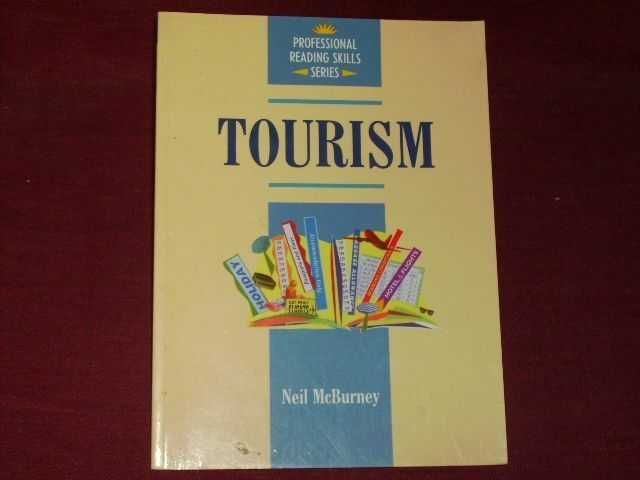 PROFESSIONAL
READING SKILLS
SERIES
TOURISM
HOLIDAY
HOTEL & FLIGHTS
Neil McBurney